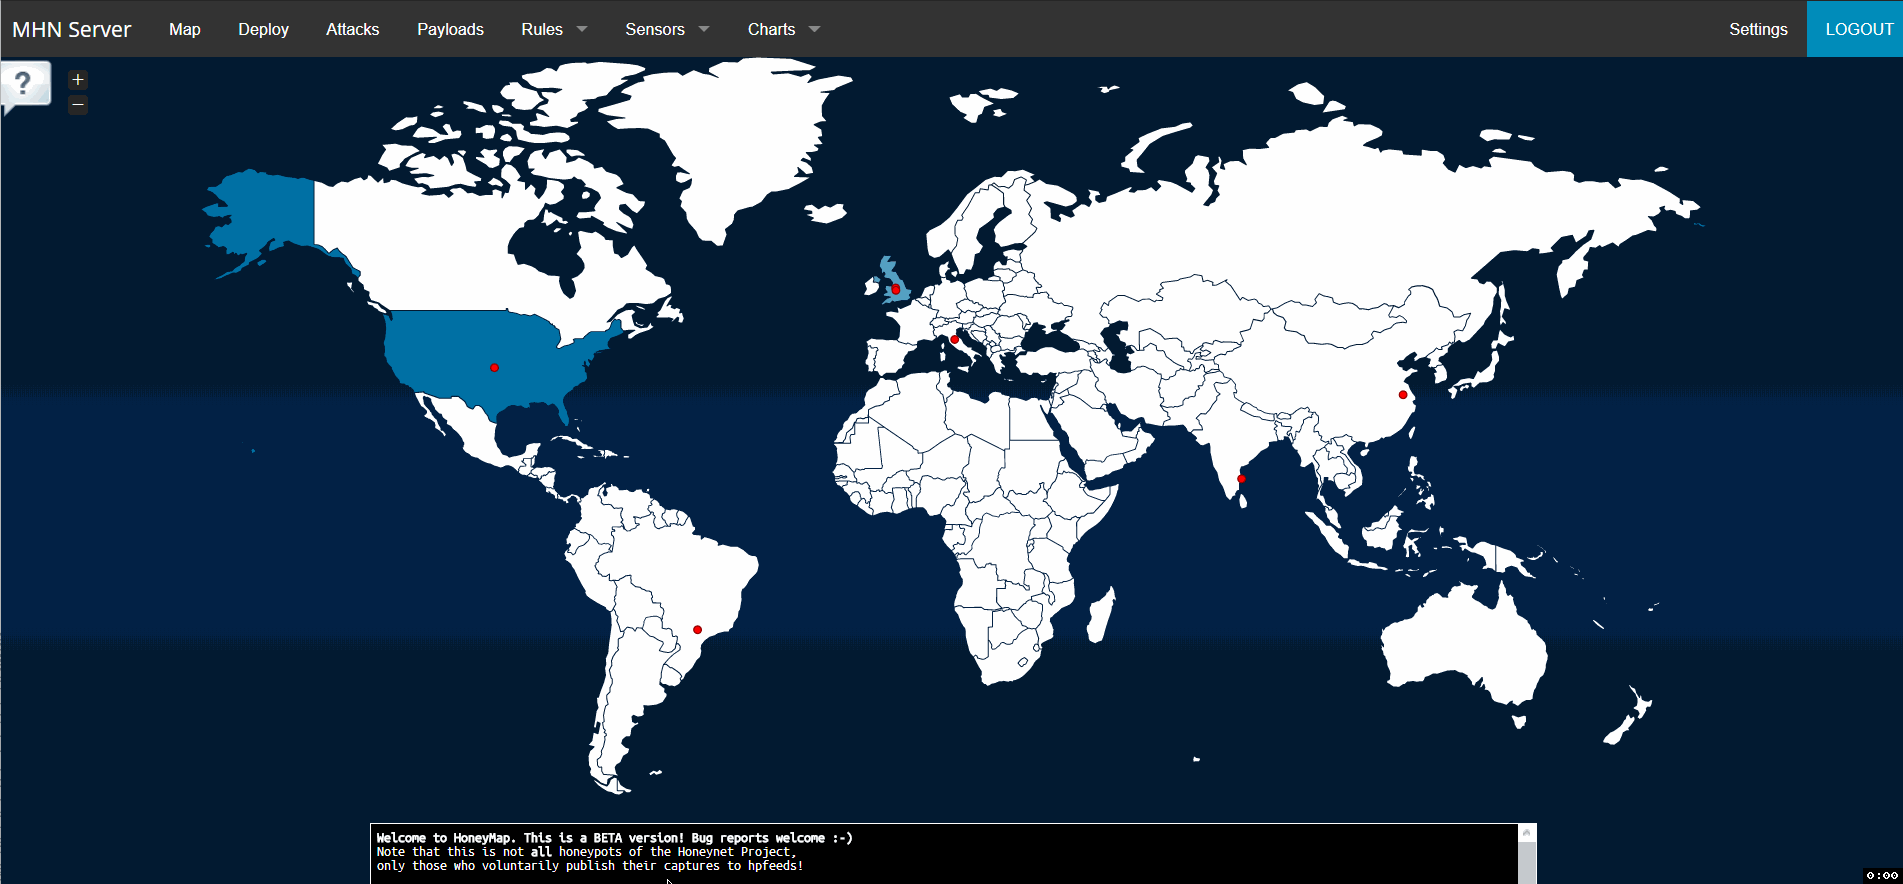 MHN Server Map Deploy Attacks Payloads Rules Sensors Charts Settings LOGOUT
?
+
−
Welcome to HoneyMap. This is a BETA version! Bug reports welcome :-)
Note that this is not all honeypots of the Honeynet Project,
only those who voluntarily publish their captures to hpfeeds!
0:00